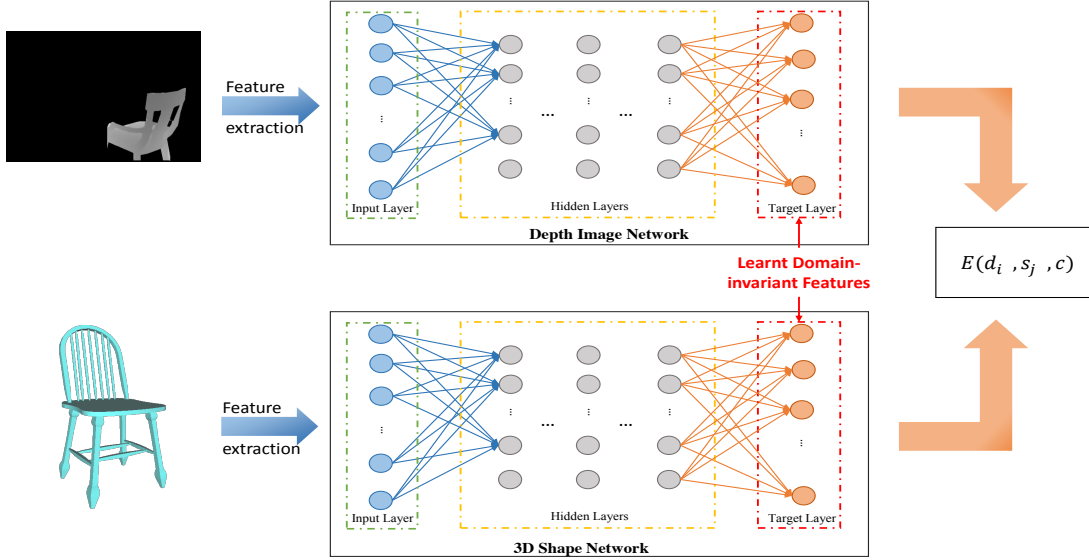 Feature
extraction
...
...
...
...
...
Input Layer
Hidden Layers
Target Layer
Depth Image Network
Learnt Domain-
invariant Features
E(d_i , s_j , c)
Feature
extraction
...
...
...
...
...
Input Layer
Hidden Layers
Target Layer
3D Shape Network